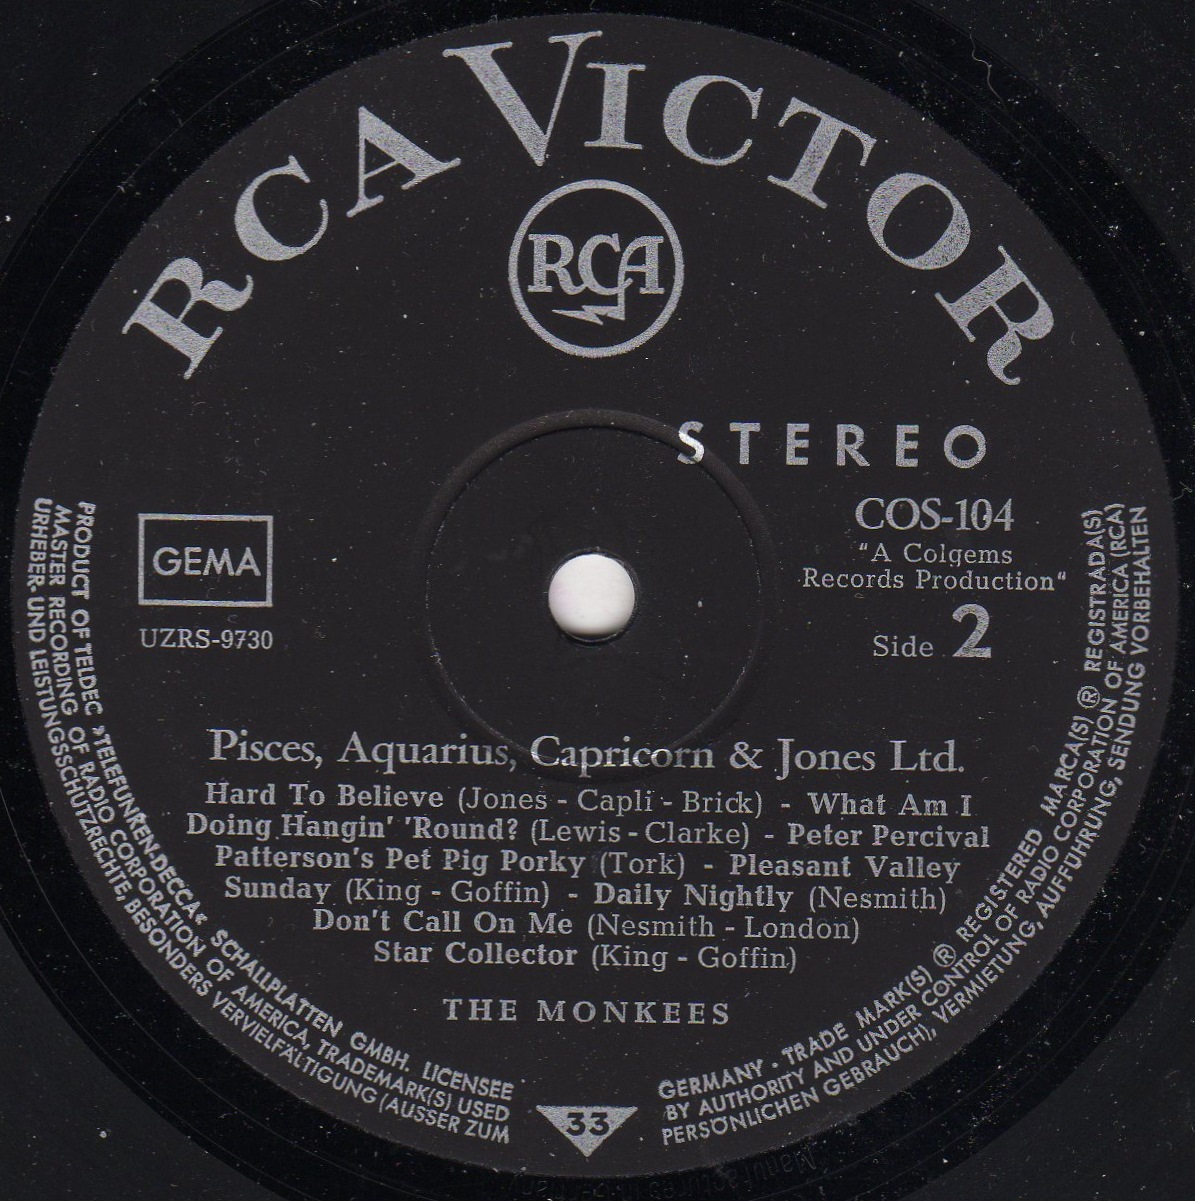 RCA VICTOR
RCA
STEREO
COS-104
"A Colgems
Records Production"
Side 2
GEMA
UZRS-9730
Pisces, Aquarius, Capricorn & Jones Ltd.
Hard To Believe (Jones - Capli - Brick) - What Am I
Doing Hangin' 'Round? (Lewis - Clarke) - Peter Percival
Patterson's Pet Pig Porky (Tork) - Pleasant Valley
Sunday (King - Goffin) - Daily Nightly (Nesmith)
Don't Call On Me (Nesmith - London)
Star Collector (King - Goffin)
THE MONKEES
PRODUCT OF TELDEC »TELEFUNKEN-DECCA« SCHALLPLATTEN GMBH. LICENSEE
MASTER RECORDING OF RADIO CORPORATION OF AMERICA, TRADEMARK(S) USED
URHEBER- UND LEISTUNGSSCHUTZRECHTE, BESONDERS VERVIELFÄLTIGUNG (AUSSER ZUM
33
GERMANY . TRADE MARK(S) ® REGISTERED MARCA(S) ® REGISTRADA(S)
BY AUTHORITY AND UNDER CONTROL OF RADIO CORPORATION OF AMERICA (RCA)
PERSÖNLICHEN GEBRAUCH), VERMIETUNG, AUFFÜHRUNG, SENDUNG VORBEHALTEN